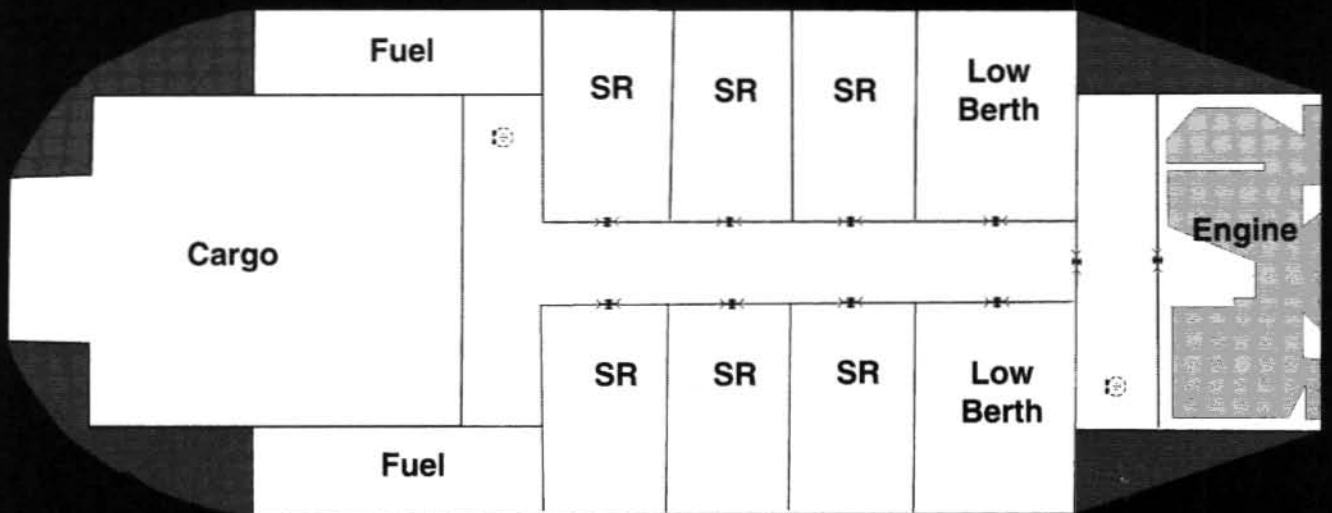 Fuel
SR
SR
SR
Low
Berth
Cargo
Engine
SR
SR
SR
Low
Berth
Fuel